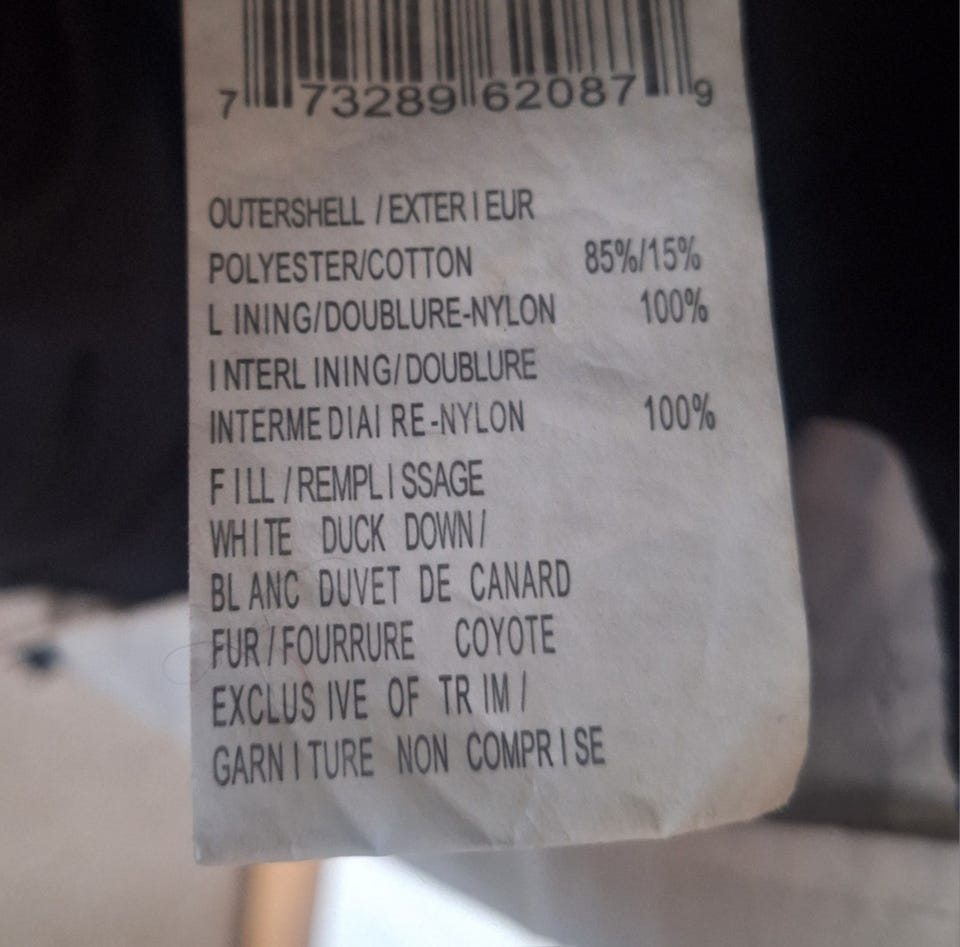 7 73289 62087 9
OUTERSHELL / EXTERIEUR
POLYESTER/COTTON 85%/15%
LINING/DOUBLURE-NYLON 100%
INTERLINING/DOUBLURE
INTERMEDIAIRE-NYLON 100%
FILL / REMPLISSAGE
WHITE DUCK DOWN /
BLANC DUVET DE CANARD
FUR / FOURRURE COYOTE
EXCLUSIVE OF TRIM /
GARNITURE NON COMPRISE